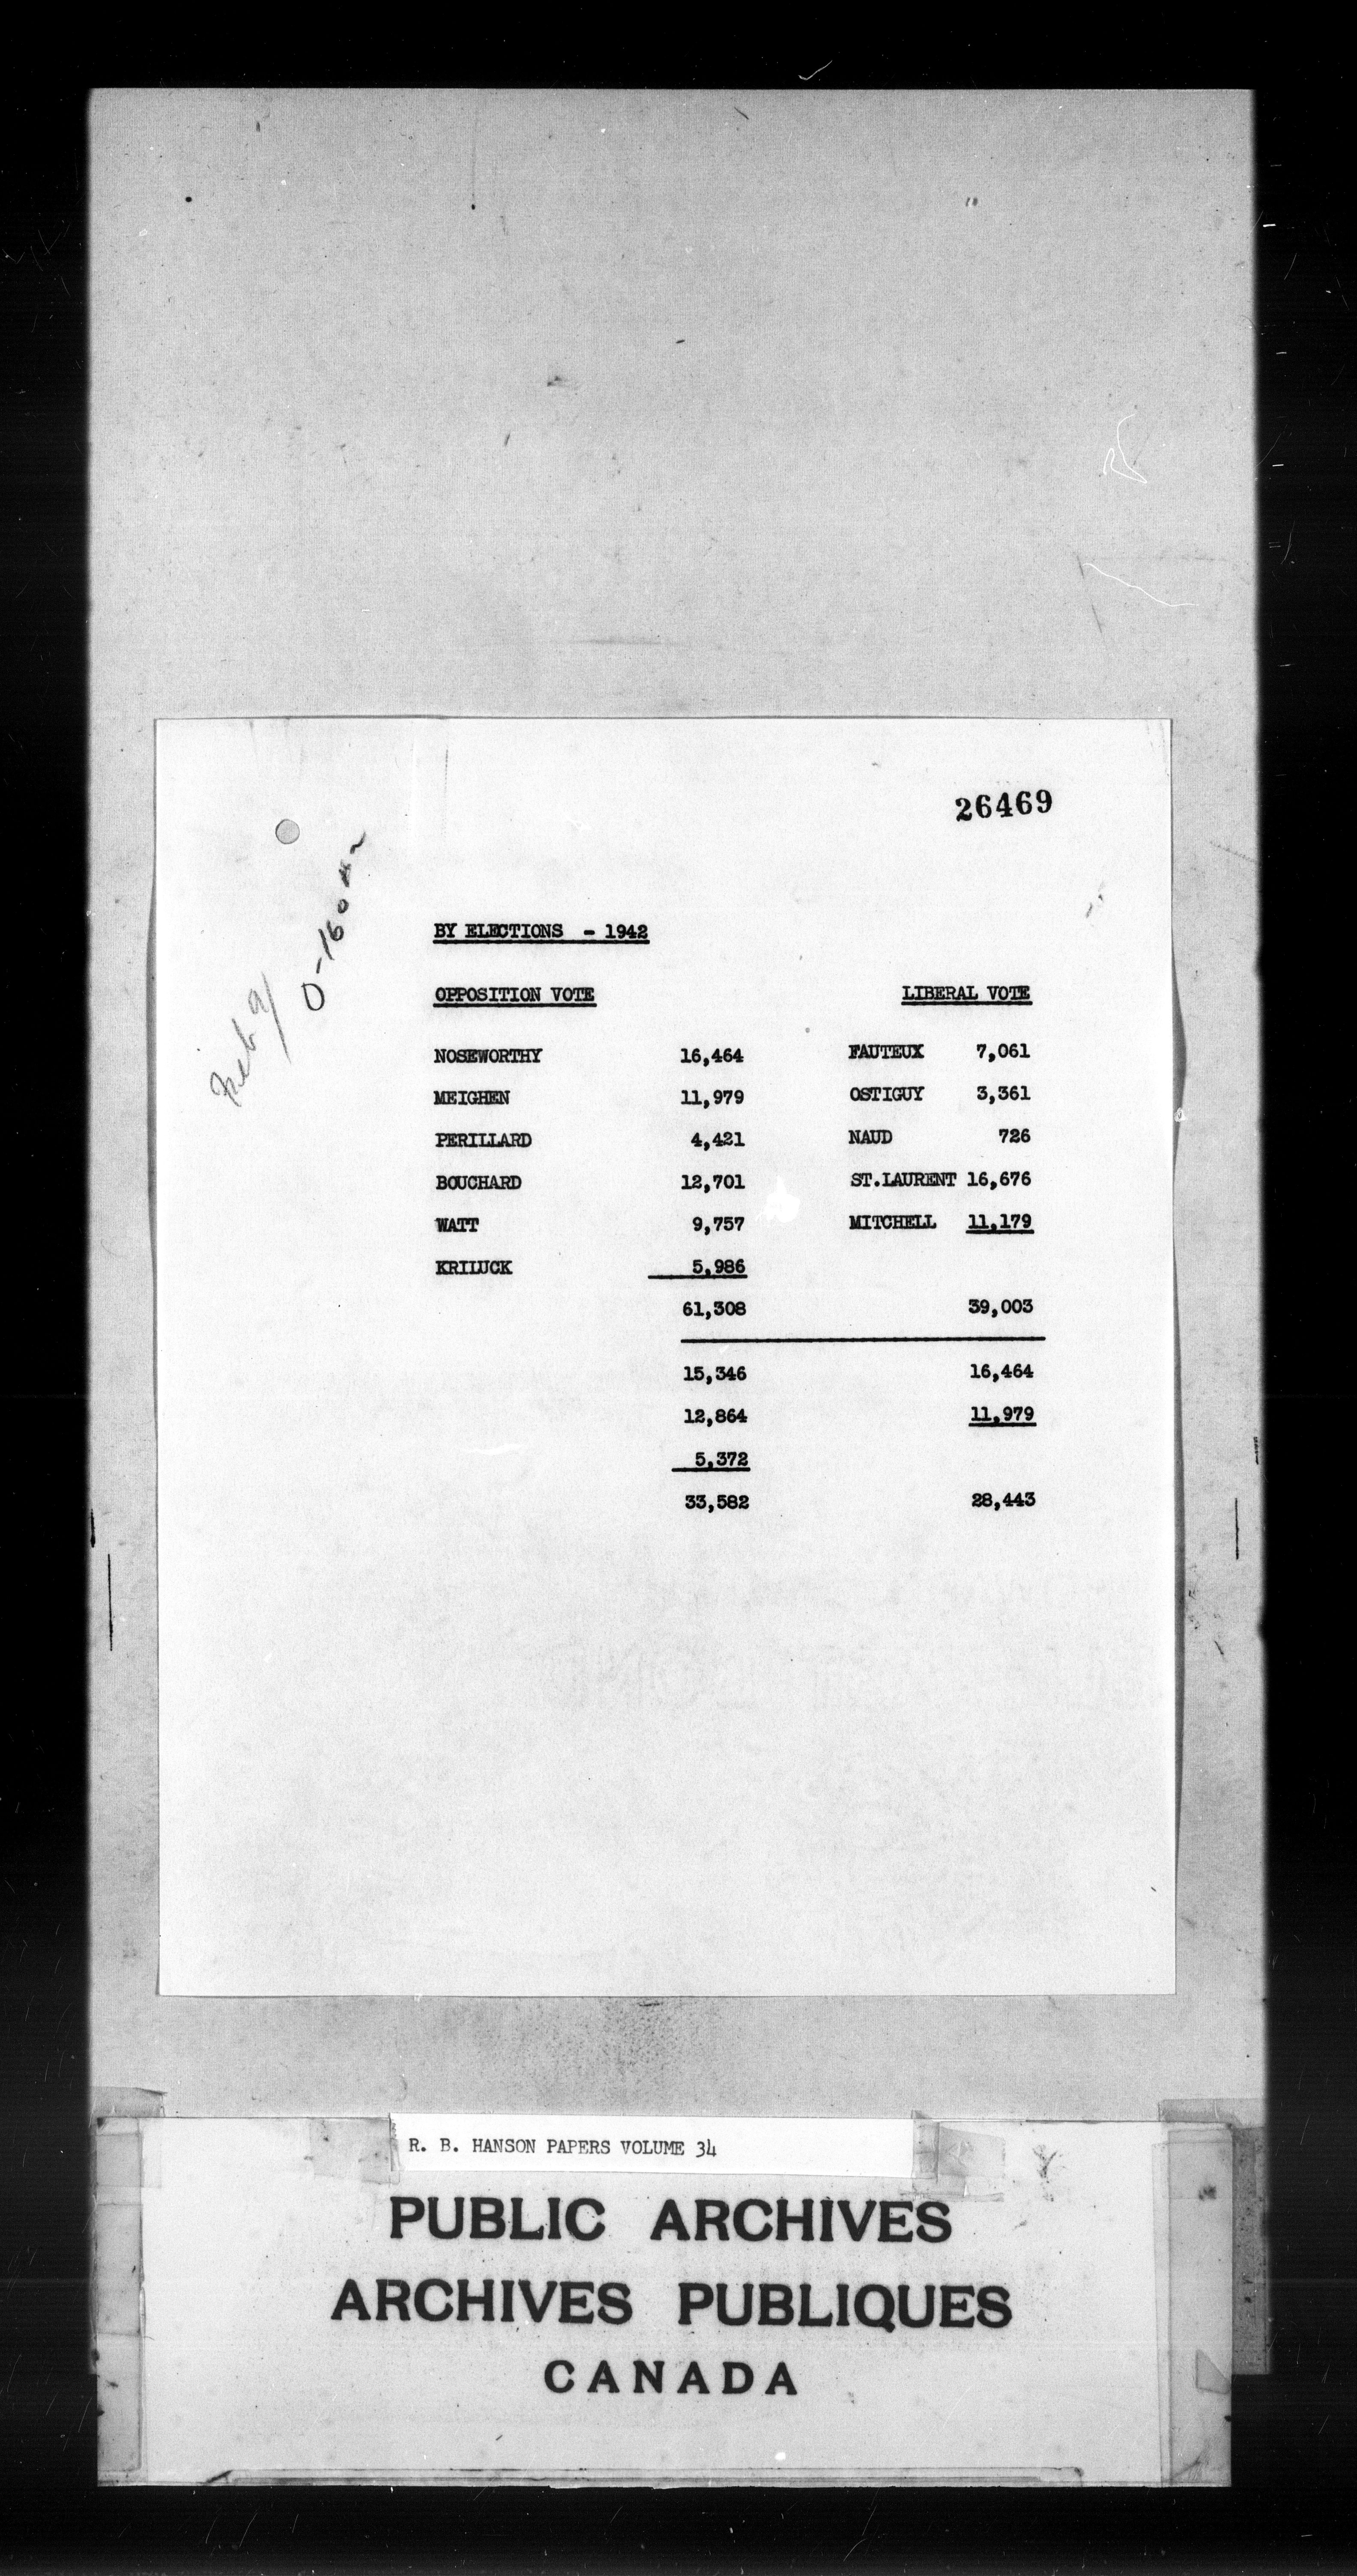 26469
0-160
BY ELECTIONS - 1942
OPPOSITION VOTE LIBERAL VOTE
NOSEWORTHY 16,464 FAUTEUX 7,061
MEIGHEN 11,979 OSTIGUY 3,361
PERILLARD 4,421 NAUD 726
BOUCHARD 12,701 ST.LAURENT 16,676
WATT 9,757 MITCHELL 11,179
KRILUCK 5,986
61,308 39,003
15,346 16,464
12,864 11,979
5,372
33,582 28,443
R. B. HANSON PAPERS VOLUME 34
PUBLIC ARCHIVES
ARCHIVES PUBLIQUES
CANADA